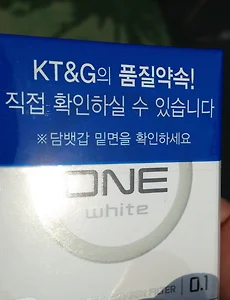 KT&G의 품질약속!
직접 확인하실 수 있습니다
※ 담뱃갑 밑면을 확인하세요
ONE
white
FILTER 0.1